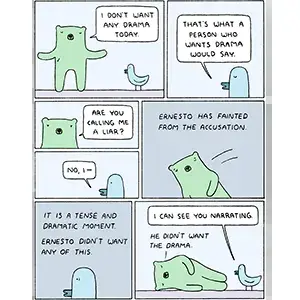 I DON'T WANT
ANY DRAMA
TODAY.
THAT'S WHAT A
PERSON WHO
WANTS DRAMA
WOULD SAY.
ARE YOU
CALLING ME
A LIAR?
ERNESTO HAS FAINTED
FROM THE ACCUSATION.
NO, I—
IT IS A TENSE AND
DRAMATIC MOMENT.
ERNESTO DIDN'T WANT
ANY OF THIS.
I CAN SEE YOU NARRATING.
HE DIDN'T WANT
THE DRAMA.